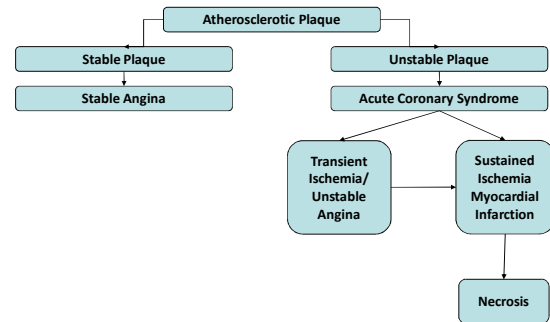 Atherosclerotic Plaque
Stable Plaque
Unstable Plaque
Stable Angina
Acute Coronary Syndrome
Transient
Ischemia/
Unstable
Angina
Sustained
Ischemia
Myocardial
Infarction
Necrosis